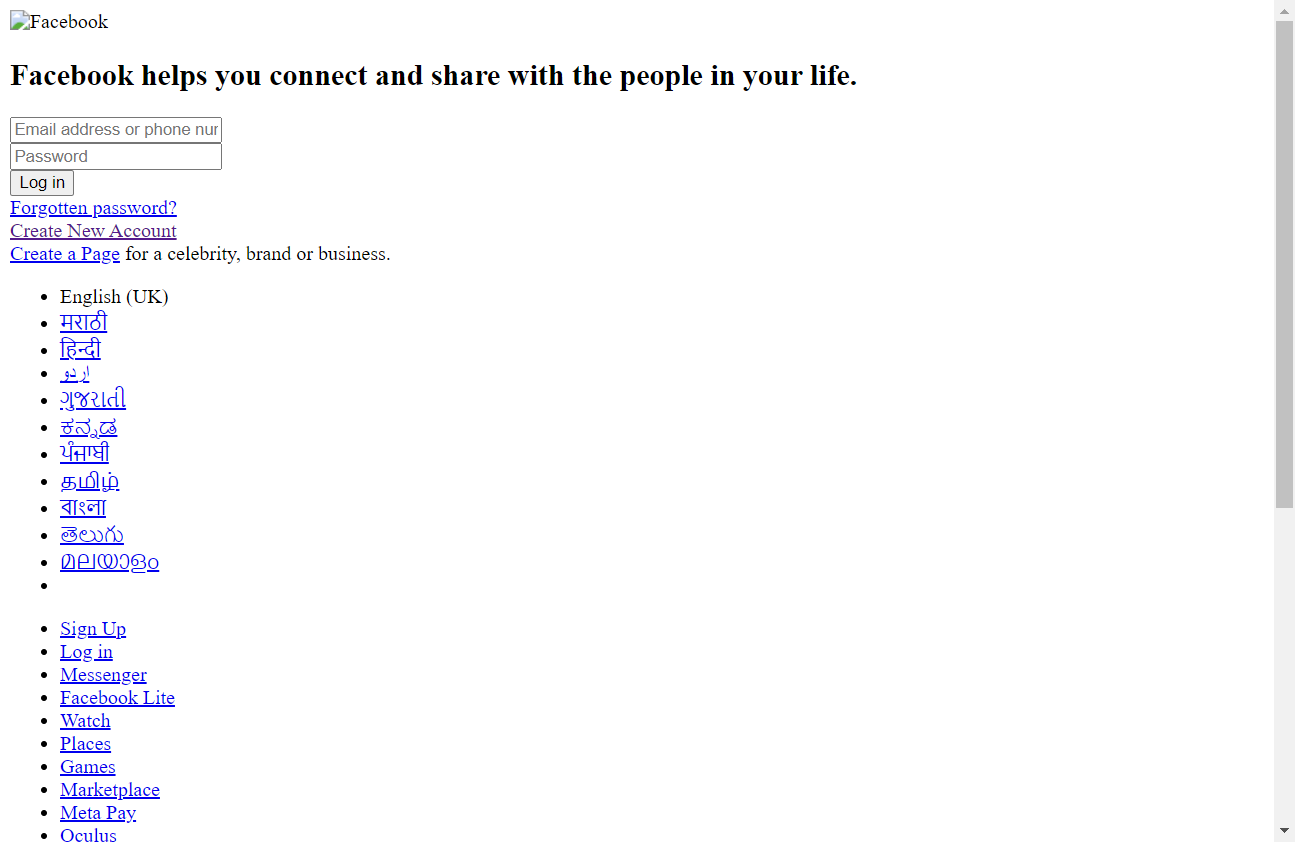 Facebook
Facebook helps you connect and share with the people in your life.
Email address or phone nur
Password
Log in
Forgotten password?
Create New Account
Create a Page for a celebrity, brand or business.
English (UK)
मराठी
हिन्दी
اردو
ગુજરાતી
ಕನ್ನಡ
ਪੰਜਾਬੀ
தமிழ்
বাংলা
తెలుగు
മലയാളം
Sign Up
Log in
Messenger
Facebook Lite
Watch
Places
Games
Marketplace
Meta Pay
Oculus